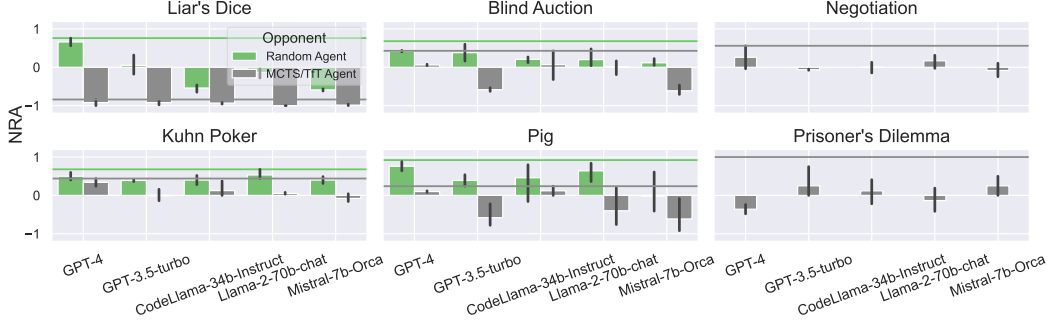 Liar's Dice
Blind Auction
Negotiation
Opponent
Random Agent
MCTS/TfT Agent
1
0
−1
NRA
Kuhn Poker
Pig
Prisoner's Dilemma
1
0
−1
GPT-4
GPT-3.5-turbo
CodeLlama-34b-Instruct
Llama-2-70b-chat
Mistral-7b-Orca
GPT-4
GPT-3.5-turbo
CodeLlama-34b-Instruct
Llama-2-70b-chat
Mistral-7b-Orca
GPT-4
GPT-3.5-turbo
CodeLlama-34b-Instruct
Llama-2-70b-chat
Mistral-7b-Orca